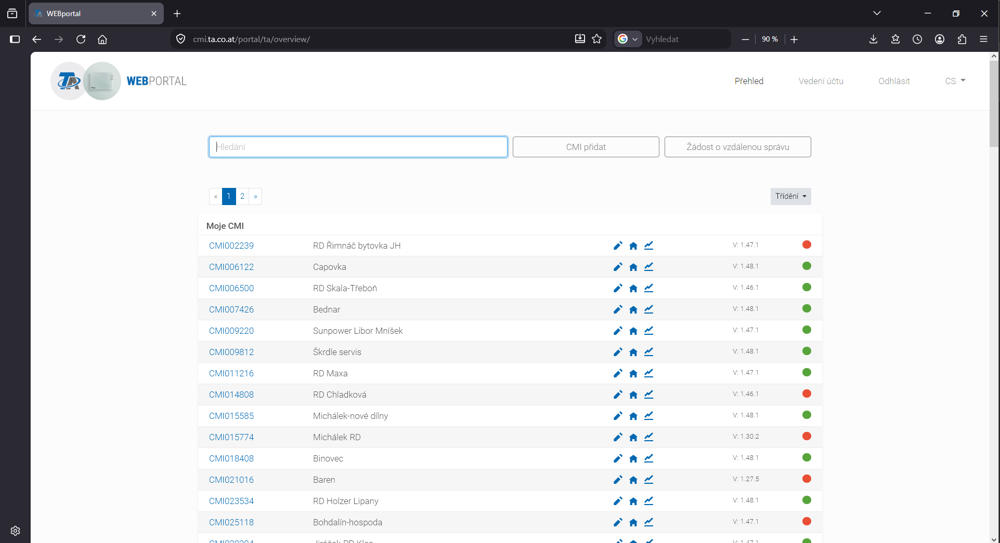 WEBportal
cmi.ta.co.at/portal/ta/overview/
Vyhledat
90 %
TA
WEBPORTAL
Přehled
Vedení účtu
Odhlásit
CS
Hledání
CMI přidat
Žádost o vzdálenou správu
« 1 2 »
Třídění
Moje CMI
CMI002239 RD Řimnáč bytovka JH V: 1.47.1
CMI006122 Capovka V: 1.48.1
CMI006500 RD Skala-Třeboň V: 1.46.1
CMI007426 Bednar V: 1.48.1
CMI009220 Sunpower Libor Mníšek V: 1.47.1
CMI009812 Škrdle servis V: 1.48.1
CMI011216 RD Maxa V: 1.47.1
CMI014808 RD Chladková V: 1.46.1
CMI015585 Michálek-nové dílny V: 1.48.1
CMI015774 Michálek RD V: 1.30.2
CMI018408 Binovec V: 1.48.1
CMI021016 Baren V: 1.27.5
CMI023534 RD Holzer Lipany V: 1.48.1
CMI025118 Bohdalín-hospoda V: 1.47.1